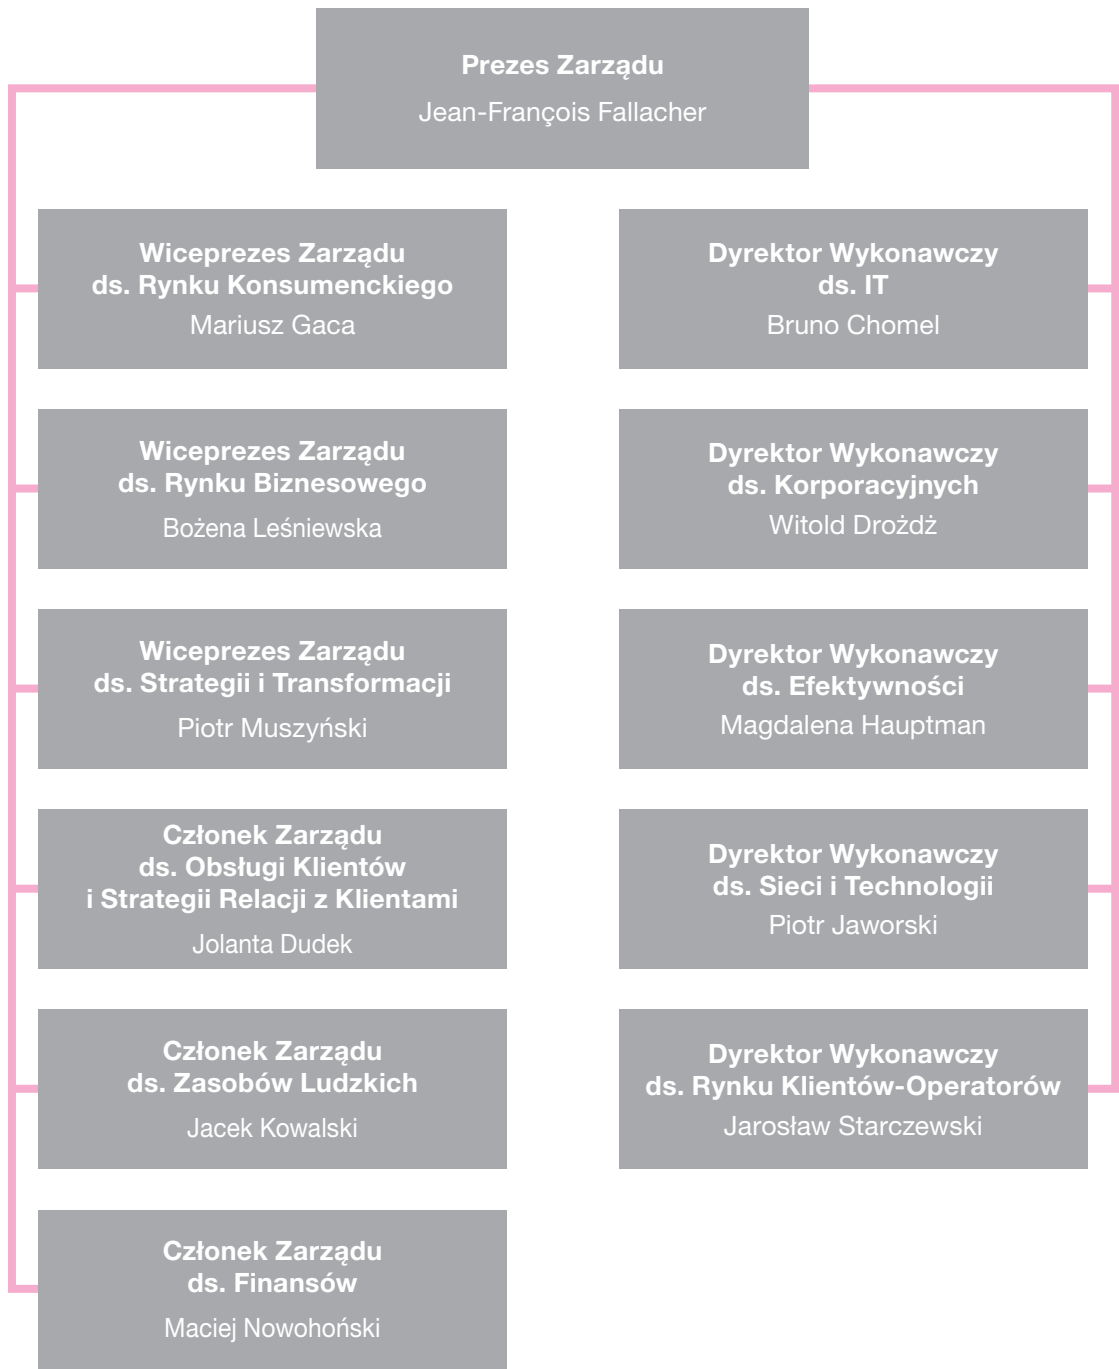 Prezes Zarządu
Jean-François Fallacher
Wiceprezes Zarządu
ds. Rynku Konsumenckiego
Mariusz Gaca
Wiceprezes Zarządu
ds. Rynku Biznesowego
Bożena Leśniewska
Wiceprezes Zarządu
ds. Strategii i Transformacji
Piotr Muszyński
Członek Zarządu
ds. Obsługi Klientów
i Strategii Relacji z Klientami
Jolanta Dudek
Członek Zarządu
ds. Zasobów Ludzkich
Jacek Kowalski
Członek Zarządu
ds. Finansów
Maciej Nowohoński
Dyrektor Wykonawczy
ds. IT
Bruno Chomel
Dyrektor Wykonawczy
ds. Korporacyjnych
Witold Drożdż
Dyrektor Wykonawczy
ds. Efektywności
Magdalena Hauptman
Dyrektor Wykonawczy
ds. Sieci i Technologii
Piotr Jaworski
Dyrektor Wykonawczy
ds. Rynku Klientów-Operatorów
Jarosław Starczewski